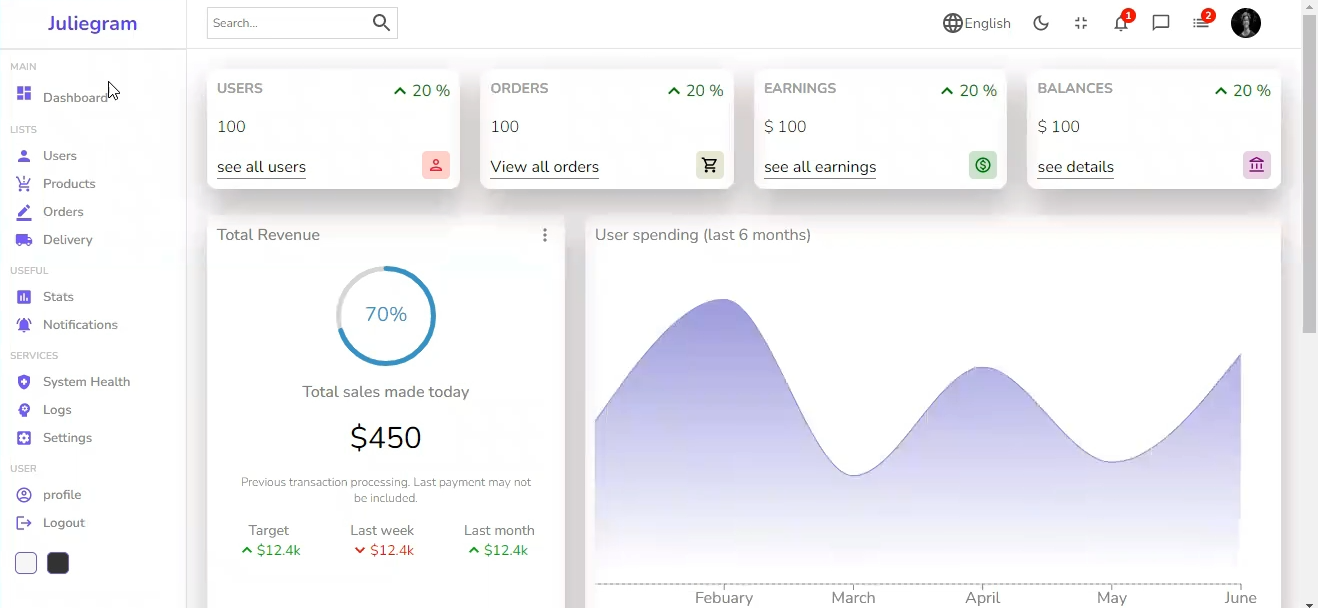 Juliegram
Search...
English
1
2
MAIN
Dashboard
LISTS
Users
Products
Orders
Delivery
USEFUL
Stats
Notifications
SERVICES
System Health
Logs
Settings
USER
profile
Logout
USERS
20 %
100
see all users
ORDERS
20 %
100
View all orders
EARNINGS
20 %
$ 100
see all earnings
BALANCES
20 %
$ 100
see details
Total Revenue
70%
Total sales made today
$450
Previous transaction processing. Last payment may not
be included.
Target Last week Last month
$12.4k $12.4k $12.4k
User spending (last 6 months)
Febuary March April May June